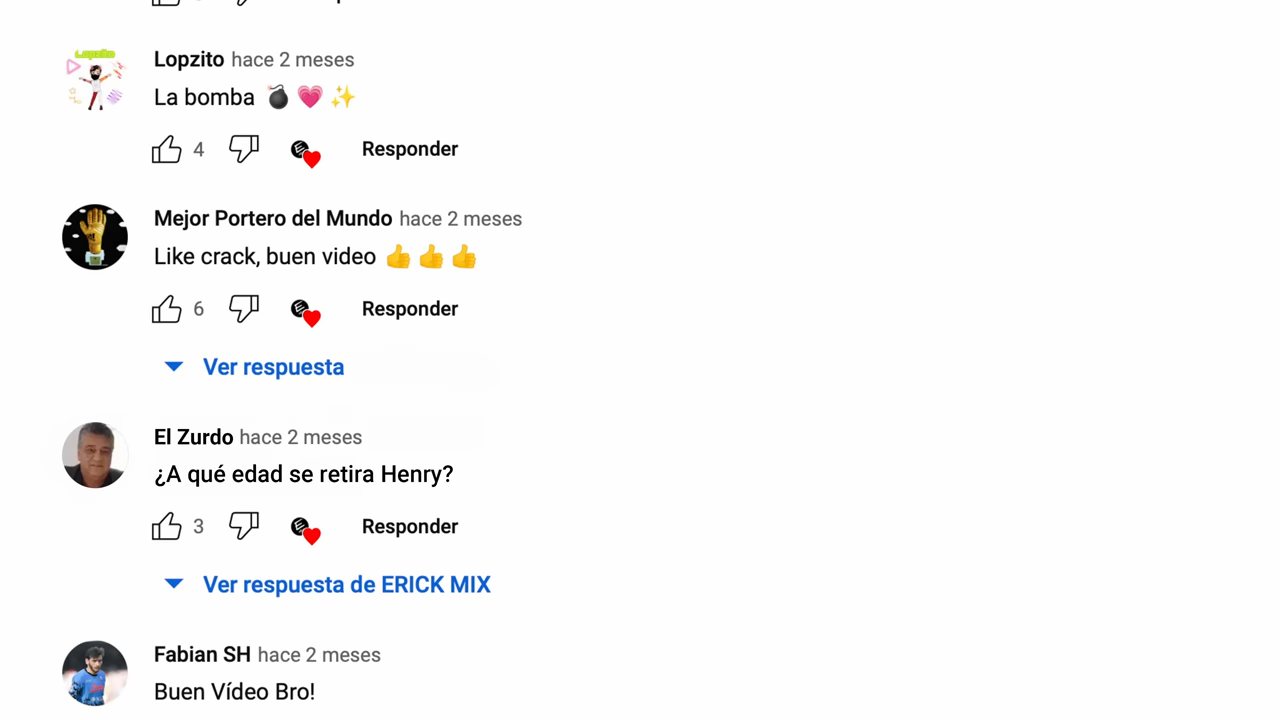 Lopzito hace 2 meses
La bomba 💣 💗 ✨
4 Responder
Mejor Portero del Mundo hace 2 meses
Like crack, buen video 👍 👍 👍
6 Responder
Ver respuesta
El Zurdo hace 2 meses
¿A qué edad se retira Henry?
3 Responder
Ver respuesta de ERICK MIX
Fabian SH hace 2 meses
Buen Vídeo Bro!